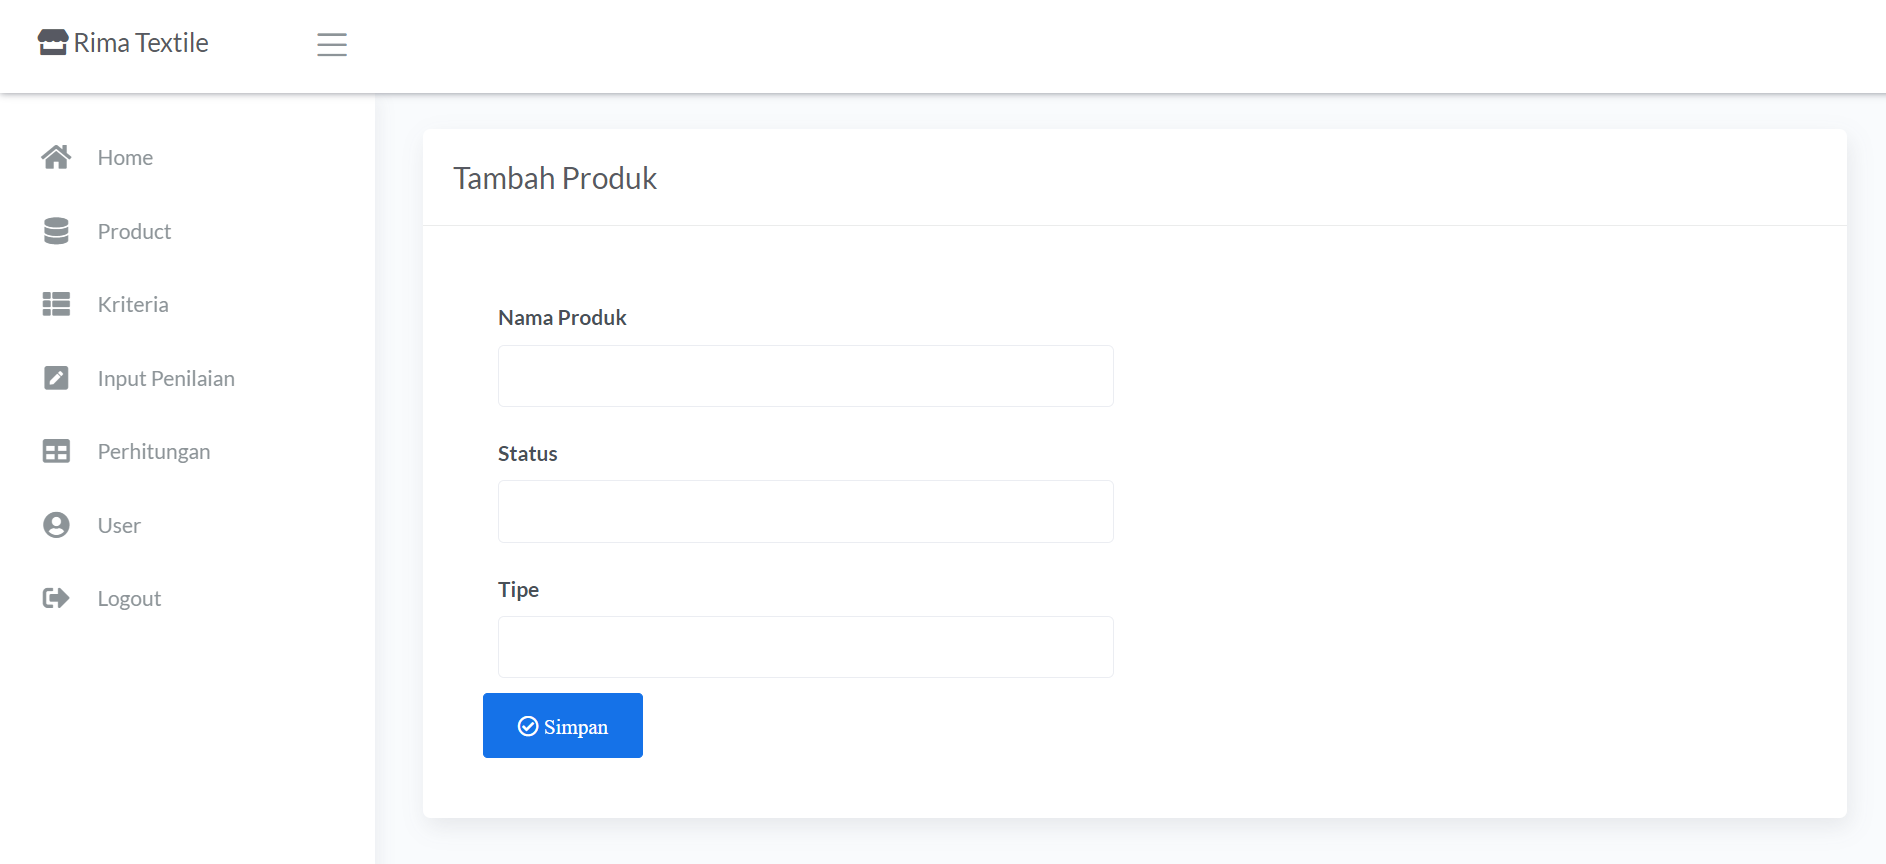 Rima Textile
Home
Product
Kriteria
Input Penilaian
Perhitungan
User
Logout
Tambah Produk
Nama Produk
Status
Tipe
Simpan